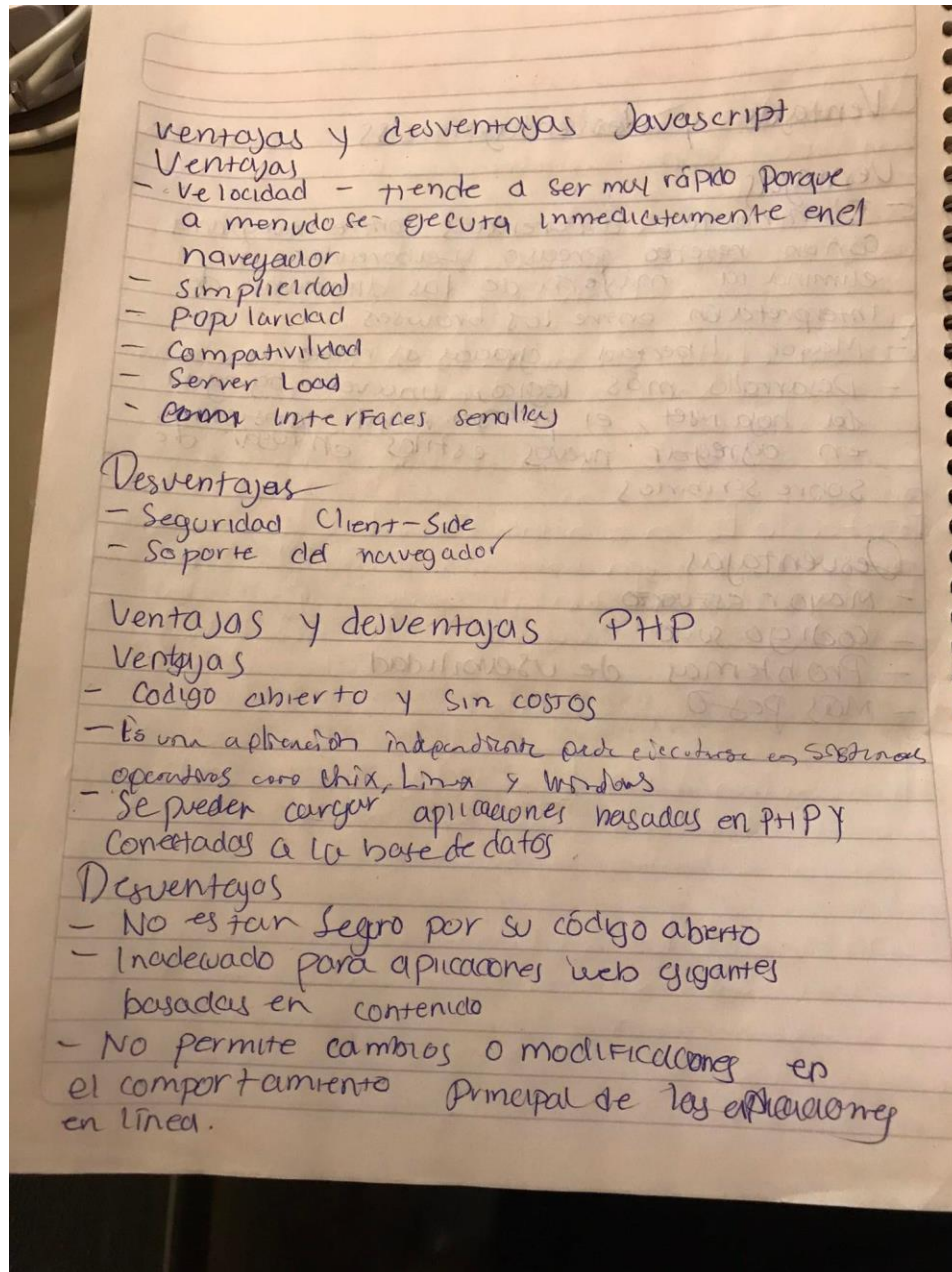 ventajas y desventajas Javascript
Ventajas
- Velocidad - tiende a ser muy rápido porque
a menudo se ejecuta inmediatamente en el
navegador
- Simplicidad
- Popularidad
- Compativilidad
- Server Load
- Interfaces
Desventajas
- Seguridad Client-Side
- Soporte del navegador
Ventajas y desventajas PHP
Ventajas
- Codigo abierto y sin costos
- Es una aplicación independiente pude ejecutarse en sistemas
operativos como Unix, Linux y Windows
- Se pueden cargar aplicaciones basadas en PHP Y
Conectadas a la base de datos.
Desventajas
- No es tan segro por su código aberto
- Inadecuado para aplicaciones web gigantes
basadas en contenido
- No permite cambios o modificaciones en
el comportamiento principal de las aplicaciones
en línea.